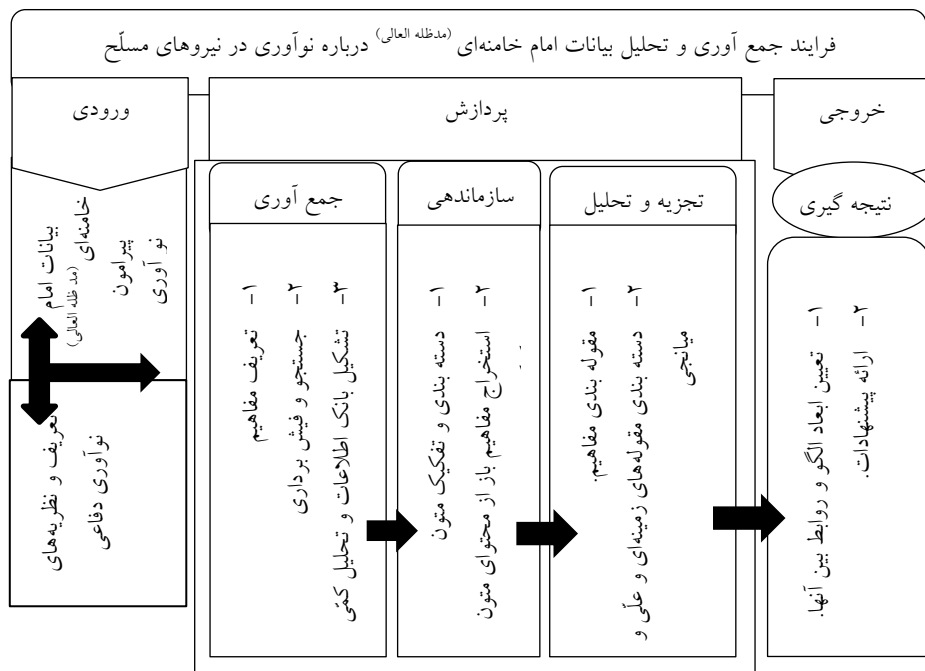 فرایند جمع آوری و تحلیل بیانات امام خامنه‌ای (مدظله العالی) درباره نوآوری در نیروهای مسلّح
ورودی
پردازش
خروجی
بیانات امام
خامنه‌ای
(مد ظله العالی)
پیرامون
نو آوری
تعریف و نظریه‌های
نوآوری دفاعی
جمع آوری
۱- تعریف مفاهیم
۲- جستجو و فیش برداری
۳- تشکیل بانک اطلاعات و تحلیل کمّی
سازماندهی
۱- دسته بندی و تفکیک متون
۲- استخراج مفاهیم باز از محتوای متون
تجزیه و تحلیل
۱- مقوله بندی مفاهیم.
۲- دسته بندی مقوله‌های زمینه‌ای و علّی و
میانجی
نتیجه گیری
۱- تعیین ابعاد الگو و روابط بین آنها.
۲- ارائه پیشنهادات.